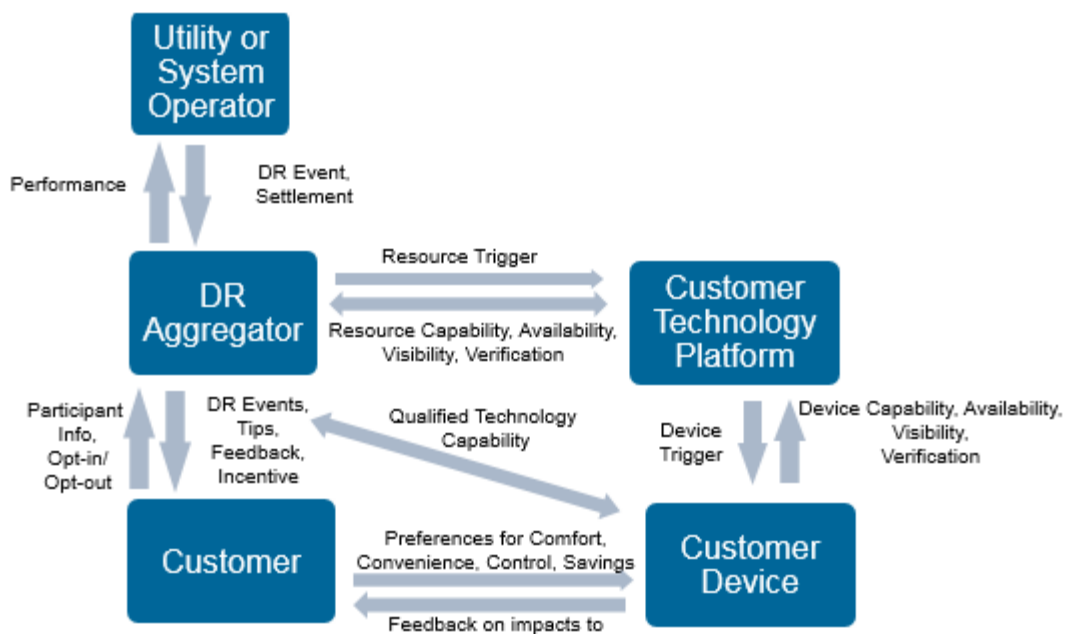 Utility or
System
Operator
Performance
DR Event,
Settlement
DR
Aggregator
Resource Trigger
Resource Capability, Availability,
Visibility, Verification
Customer
Technology
Platform
Participant
Info,
Opt-in/
Opt-out
DR Events,
Tips,
Feedback,
Incentive
Qualified Technology
Capability
Device
Trigger
Device Capability, Availability,
Visibility,
Verification
Customer
Preferences for Comfort,
Convenience, Control, Savings
Feedback on impacts to
Customer
Device